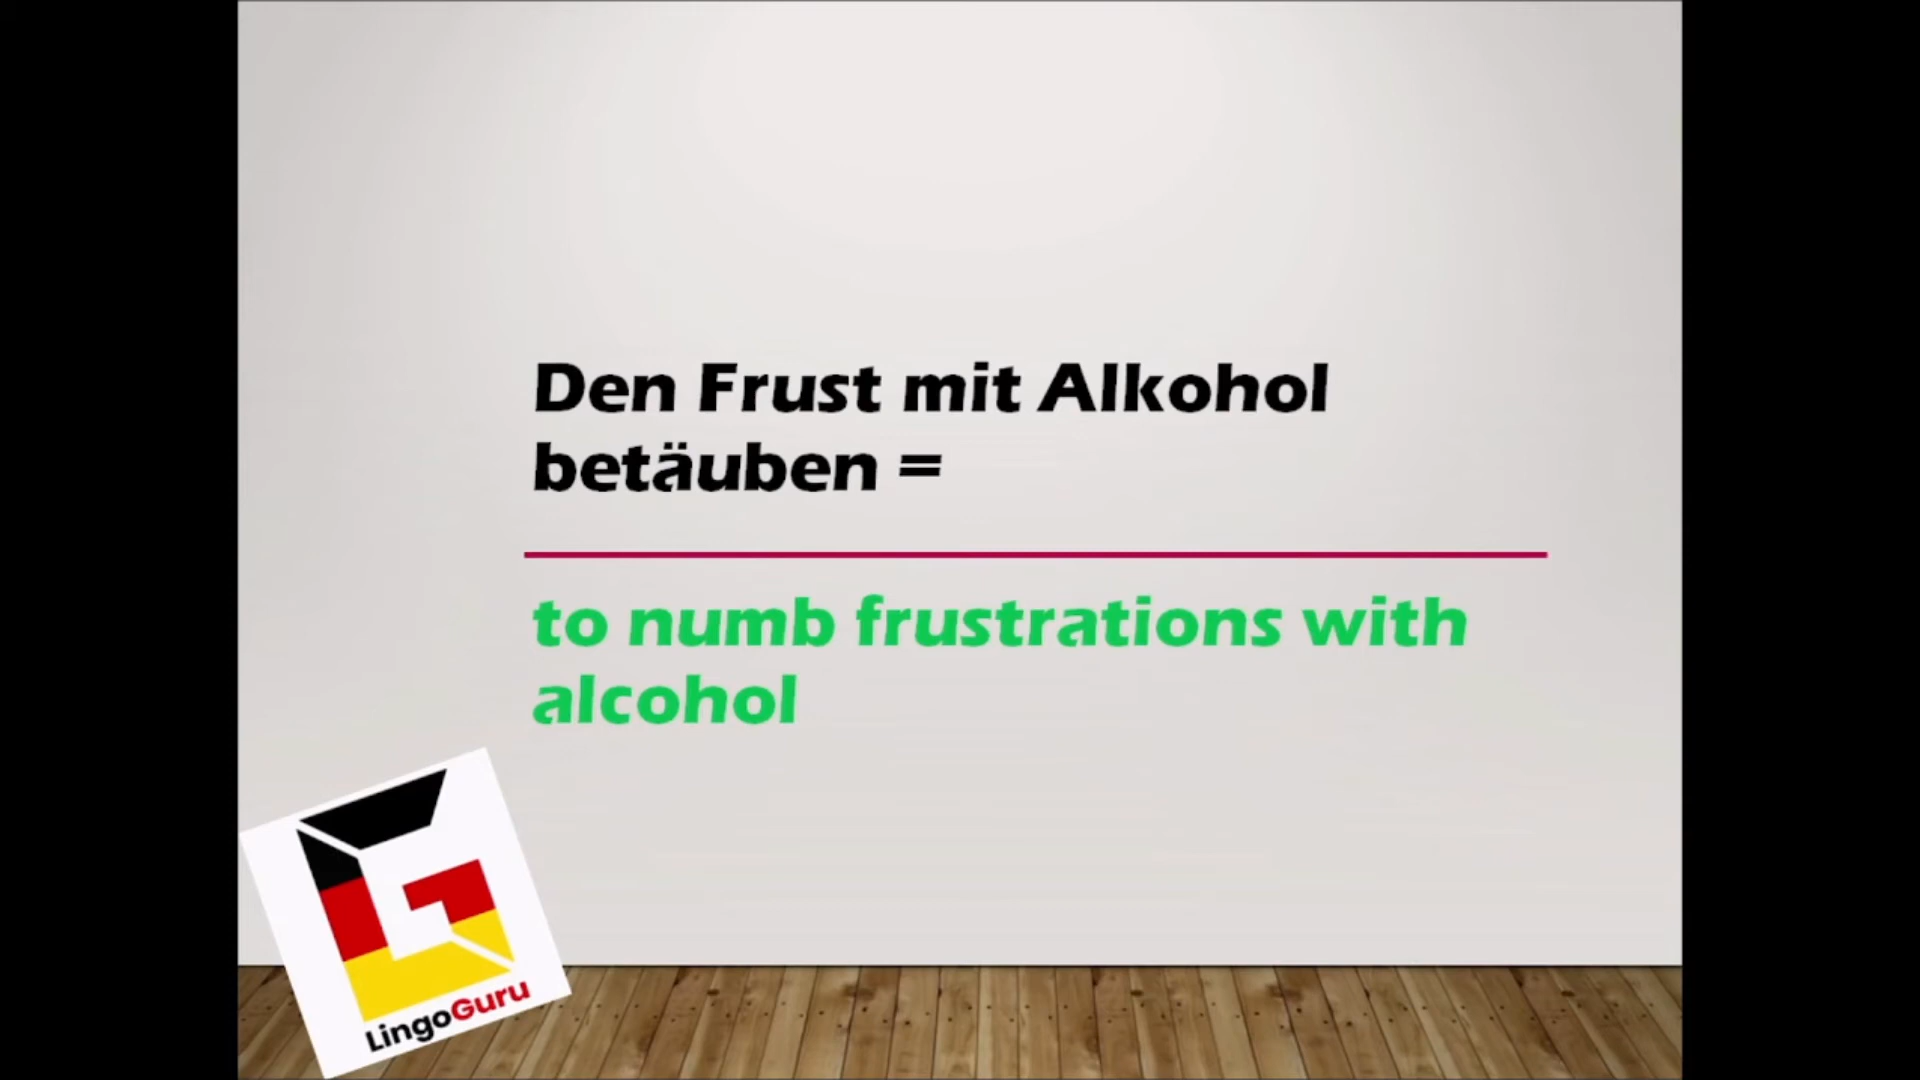 Den Frust mit Alkohol
betäuben =
to numb frustrations with
alcohol
LingoGuru